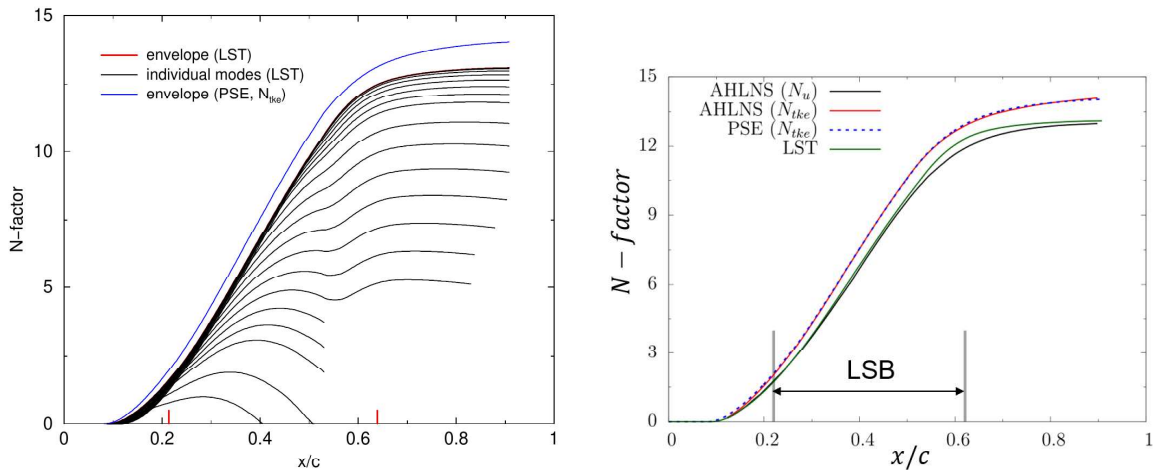 15
10
5
0
N−factor
envelope (LST)
individual modes (LST)
envelope (PSE, N_tke)
0
0.2
0.4
0.6
0.8
1
x/c
15
12
9
6
3
0
N − factor
AHLNS (N_u)
AHLNS (N_tke)
PSE (N_tke)
LST
LSB
0
0.2
0.4
0.6
0.8
1
x/c